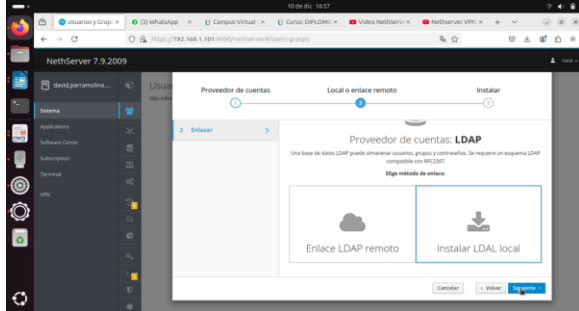 10 de dic 16:57
Usuarios y Grup
(3) WhatsApp
Campus Virtual
Curso: DIPLOMA
Video NethServ
Nethserver VPN
https://192.168.1.101:9090/nethserver#/users-groups
NethServer 7.9.2009
david.parramolina...
Sistema
Applications
Software Center
Subscription
Terminal
VPN
Usua
Proveedor de cuentas
Local o enlace remoto
Instalar
1
2
3
2 Enlazar
Proveedor de cuentas: LDAP
Una base de datos LDAP puede almacenar usuarios, grupos y contraseñas. Se requiere un esquema LDAP
compatible con RFC2307
Elige método de enlace:
Enlace LDAP remoto
Instalar LDAL local
Cancelar
Volver
Siguiente